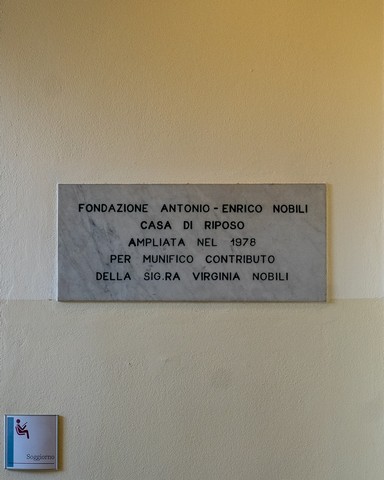 FONDAZIONE ANTONIO - ENRICO NOBILI
CASA DI RIPOSO
AMPLIATA NEL 1978
PER MUNIFICO CONTRIBUTO
DELLA SIG.RA VIRGINIA NOBILI
Soggiorno